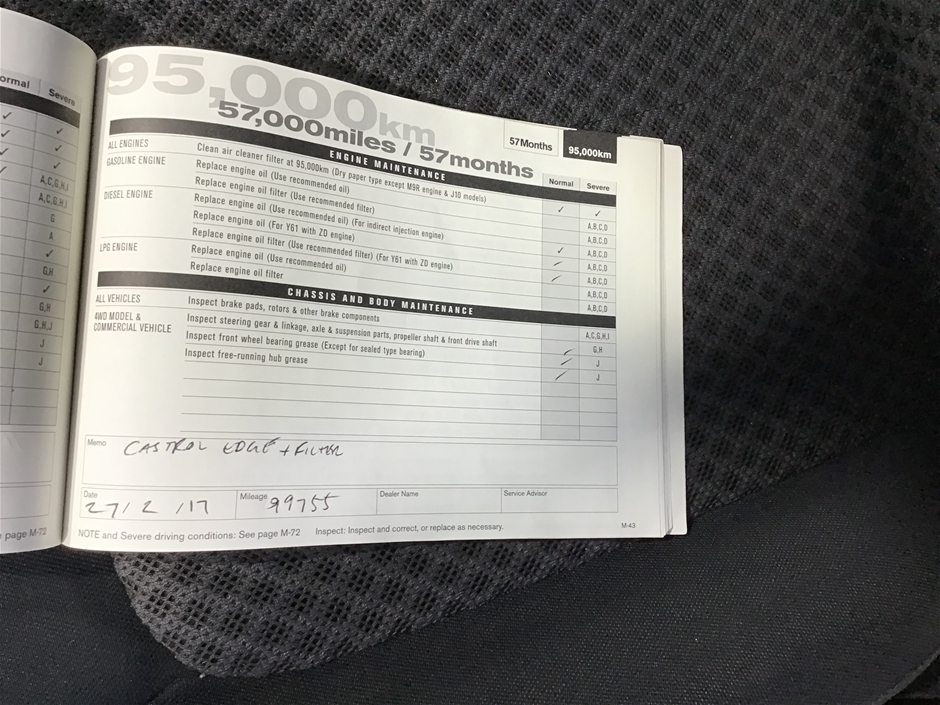 ormal Severe
✓ ✓
✓ ✓
✓ ✓
✓ A,C,G,H,I
A,C,G,H,I
G
A
✓
G,H
✓
G,H
G,H,J
J
J
e page M-72
95,000km
57,000miles / 57months
57Months 95,000km
ENGINE MAINTENANCE Normal Severe
ALL ENGINES Clean air cleaner filter at 95,000km (Dry paper type except M9R engine & J10 models) ✓ ✓
GASOLINE ENGINE Replace engine oil (Use recommended oil) A,B,C,D
Replace engine oil filter (Use recommended filter) A,B,C,D
DIESEL ENGINE Replace engine oil (Use recommended oil) (For indirect injection engine) ✓ A,B,C,D
Replace engine oil (For Y61 with ZD engine) ✓ A,B,C,D
Replace engine oil filter (Use recommended filter) (For Y61 with ZD engine) ✓ A,B,C,D
LPG ENGINE Replace engine oil (Use recommended oil) A,B,C,D
Replace engine oil filter A,B,C,D
CHASSIS AND BODY MAINTENANCE
ALL VEHICLES Inspect brake pads, rotors & other brake components A,C,G,H,I
4WD MODEL & COMMERCIAL VEHICLE Inspect steering gear & linkage, axle & suspension parts, propeller shaft & front drive shaft ✓ G,H
Inspect front wheel bearing grease (Except for sealed type bearing) ✓ J
Inspect free-running hub grease ✓ J
Memo CASTROL EDGE + FILTER
Date 27/2/17 Mileage 99755 Dealer Name Service Advisor
NOTE and Severe driving conditions: See page M-72 Inspect: Inspect and correct, or replace as necessary. M-43